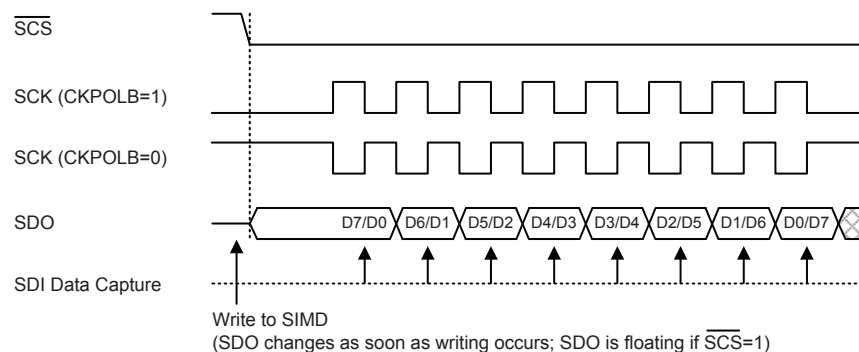 SCS
SCK (CKPOLB=1)
SCK (CKPOLB=0)
SDO D7/D0 D6/D1 D5/D2 D4/D3 D3/D4 D2/D5 D1/D6 D0/D7
SDI Data Capture
Write to SIMD
(SDO changes as soon as writing occurs; SDO is floating if SCS=1)